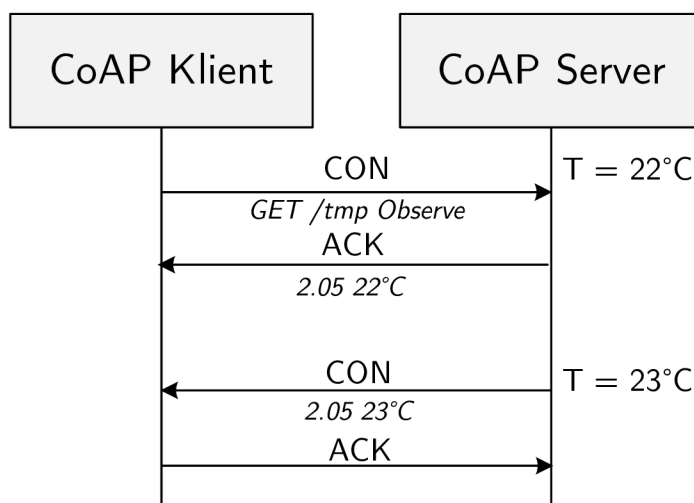 CoAP Klient
CoAP Server
CON
T = 22°C
GET /tmp Observe
ACK
2.05 22°C
CON
T = 23°C
2.05 23°C
ACK